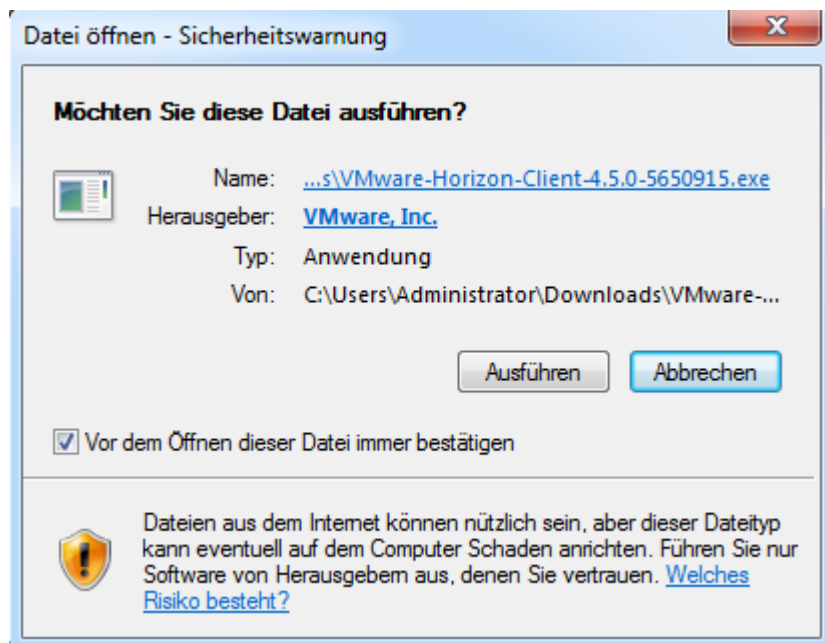 Datei öffnen - Sicherheitswarnung
Möchten Sie diese Datei ausführen?
Name: ...s\VMware-Horizon-Client-4.5.0-5650915.exe
Herausgeber: VMware, Inc.
Typ: Anwendung
Von: C:\Users\Administrator\Downloads\VMware-...
Ausführen Abbrechen
Vor dem Öffnen dieser Datei immer bestätigen
Dateien aus dem Internet können nützlich sein, aber dieser Dateityp
kann eventuell auf dem Computer Schaden anrichten. Führen Sie nur
Software von Herausgebern aus, denen Sie vertrauen. Welches
Risiko besteht?